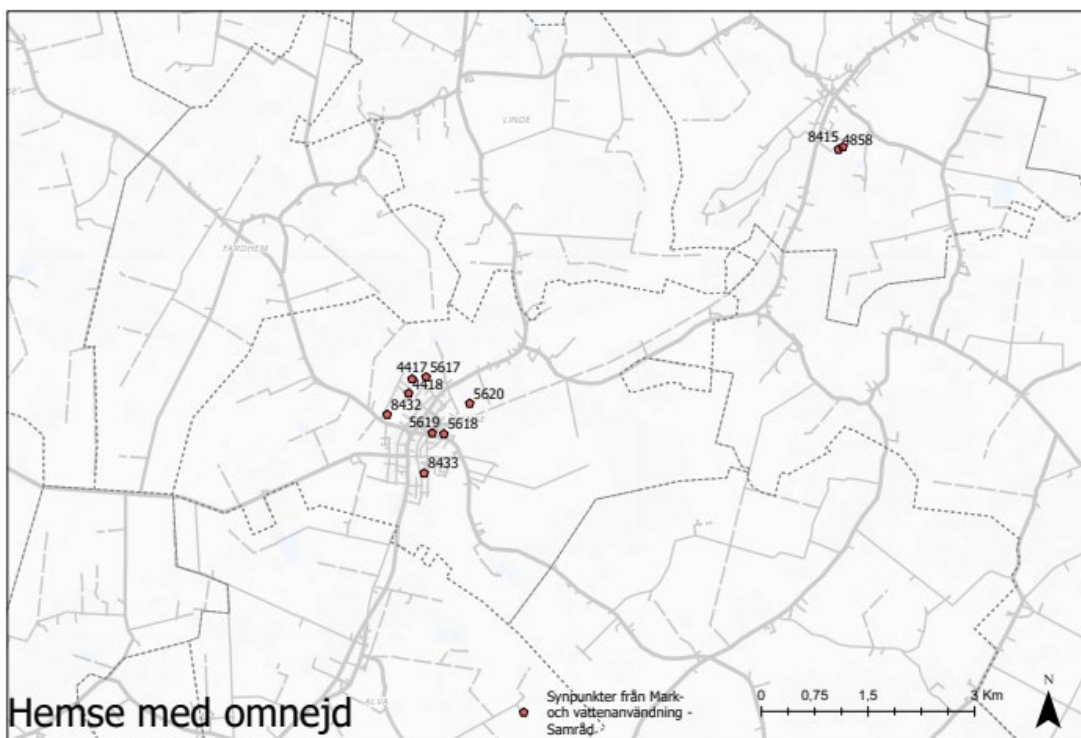 LINDE
8415
4858
FARDHEM
4417
5617
4418
8432
5620
5619
5618
8433
ALVA
Hemse med omnejd
Synpunkter från Mark-
och vattenanvändning -
Samråd
0
0,75
1,5
3 Km
N